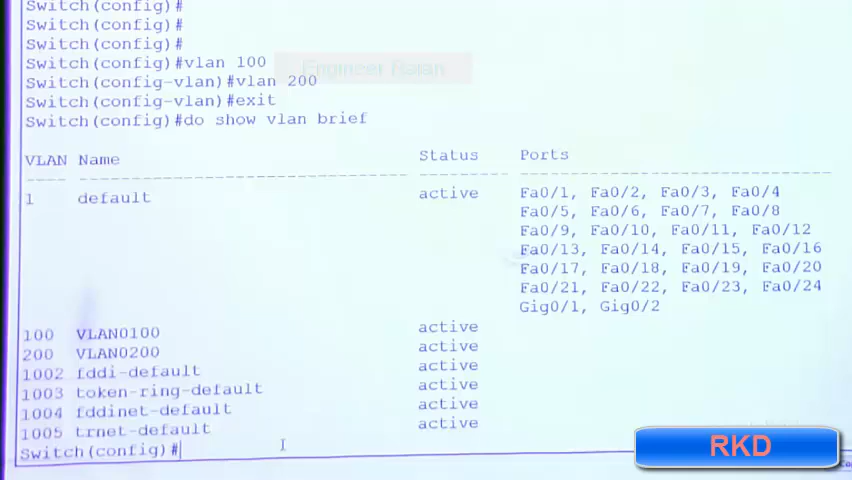 Switch(config)#
Switch(config)#
Switch(config)#
Switch(config)#vlan 100
Engineer Ratan
Switch(config-vlan)#vlan 200
Switch(config-vlan)#exit
Switch(config)#do show vlan brief
VLAN Name Status Ports
1 default active Fa0/1, Fa0/2, Fa0/3, Fa0/4
Fa0/5, Fa0/6, Fa0/7, Fa0/8
Fa0/9, Fa0/10, Fa0/11, Fa0/12
Fa0/13, Fa0/14, Fa0/15, Fa0/16
Fa0/17, Fa0/18, Fa0/19, Fa0/20
Fa0/21, Fa0/22, Fa0/23, Fa0/24
Gig0/1, Gig0/2
100 VLAN0100 active
200 VLAN0200 active
1002 fddi-default active
1003 token-ring-default active
1004 fddinet-default active
1005 trnet-default active
Switch(config)#
RKD